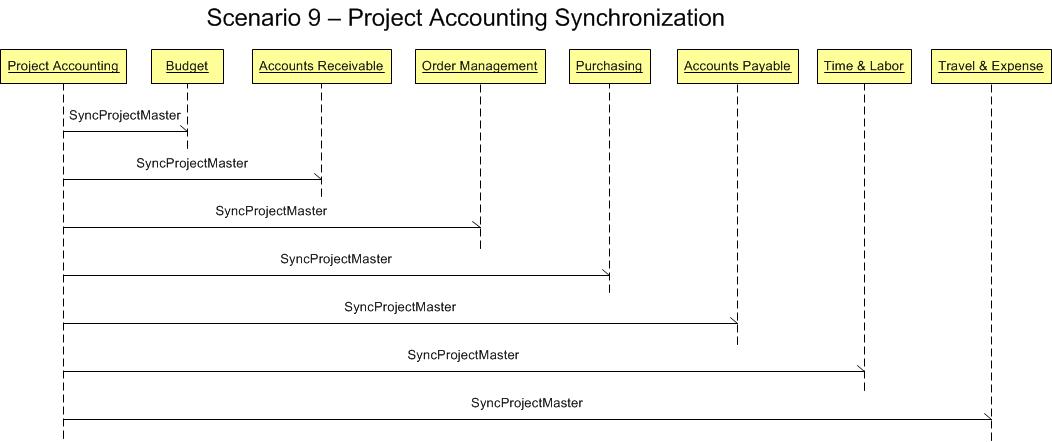 Scenario 9 – Project Accounting Synchronization
Project Accounting
Budget
Accounts Receivable
Order Management
Purchasing
Accounts Payable
Time & Labor
Travel & Expense
SyncProjectMaster
SyncProjectMaster
SyncProjectMaster
SyncProjectMaster
SyncProjectMaster
SyncProjectMaster
SyncProjectMaster